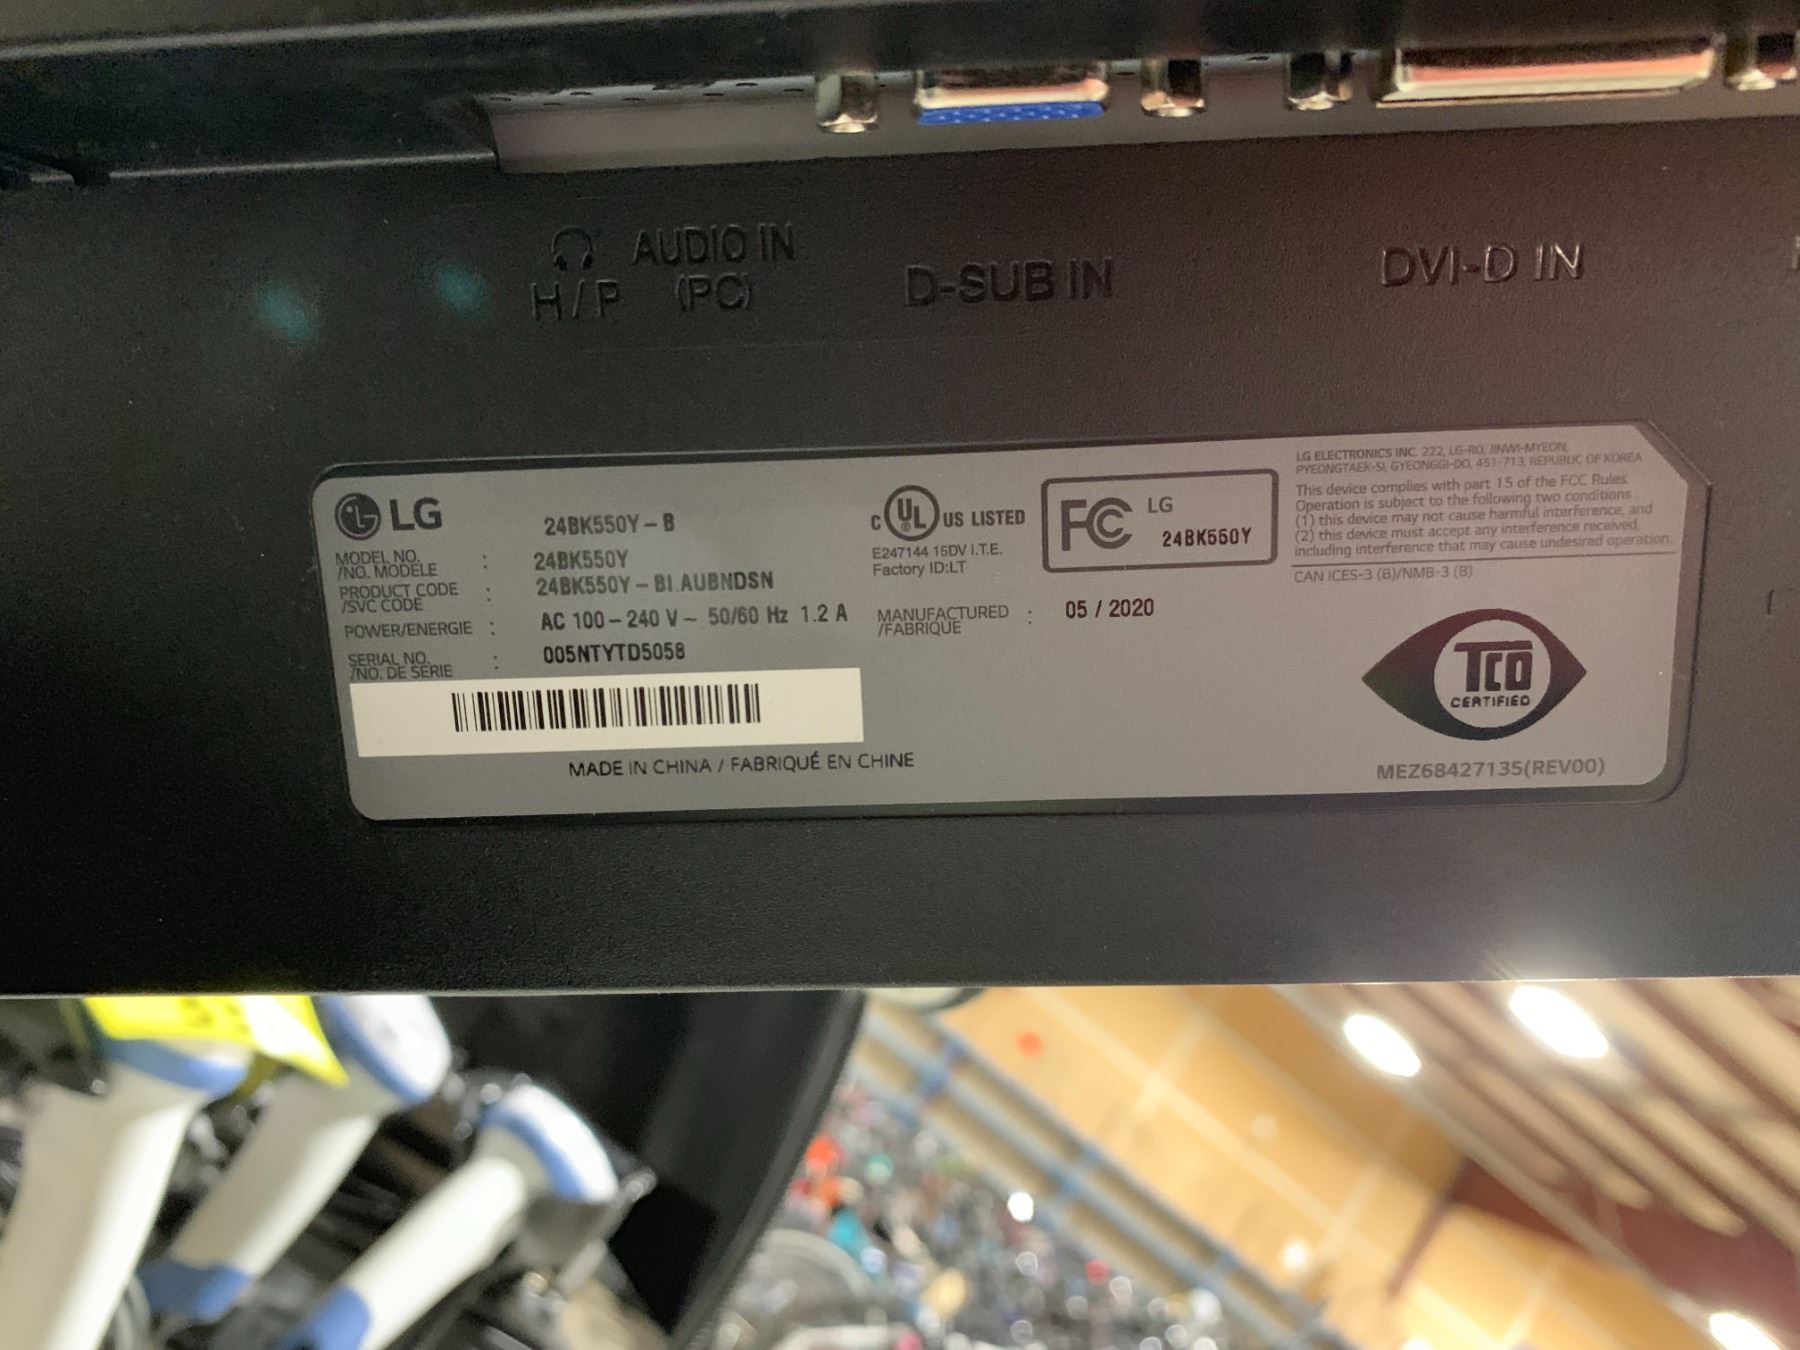 AUDIO IN
H/P (PC)
D-SUB IN
DVI-D IN
LG
24BK550Y-B
MODEL NO.
/NO. MODÈLE : 24BK550Y
PRODUCT CODE
/SVC CODE : 24BK550Y-BI.AUBNDSN
POWER/ENERGIE : AC 100-240 V~ 50/60 Hz 1.2 A
SERIAL NO.
/NO. DE SÉRIE : 005NTYTD5058
MADE IN CHINA / FABRIQUÉ EN CHINE
C UL US LISTED
E247144 15DV I.T.E.
Factory ID:LT
FC LG
24BK550Y
MANUFACTURED
/FABRIQUÉ : 05 / 2020
LG ELECTRONICS INC. 222, LG-RO, JINWI-MYEON,
PYEONGTAEK-SI, GYEONGGI-DO, 451-713, REPUBLIC OF KOREA
This device complies with part 15 of the FCC Rules.
Operation is subject to the following two conditions :
(1) this device may not cause harmful interference, and
(2) this device must accept any interference received,
including interference that may cause undesired operation.
CAN ICES-3 (B)/NMB-3 (B)
TCO
CERTIFIED
MEZ68427135(REV00)